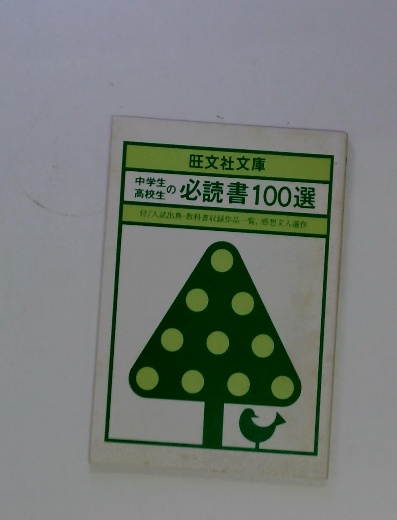 旺文社文庫
中学生
高校生の必読書100選
付/入試出典・教科書収録作品一覧、感想文入選作